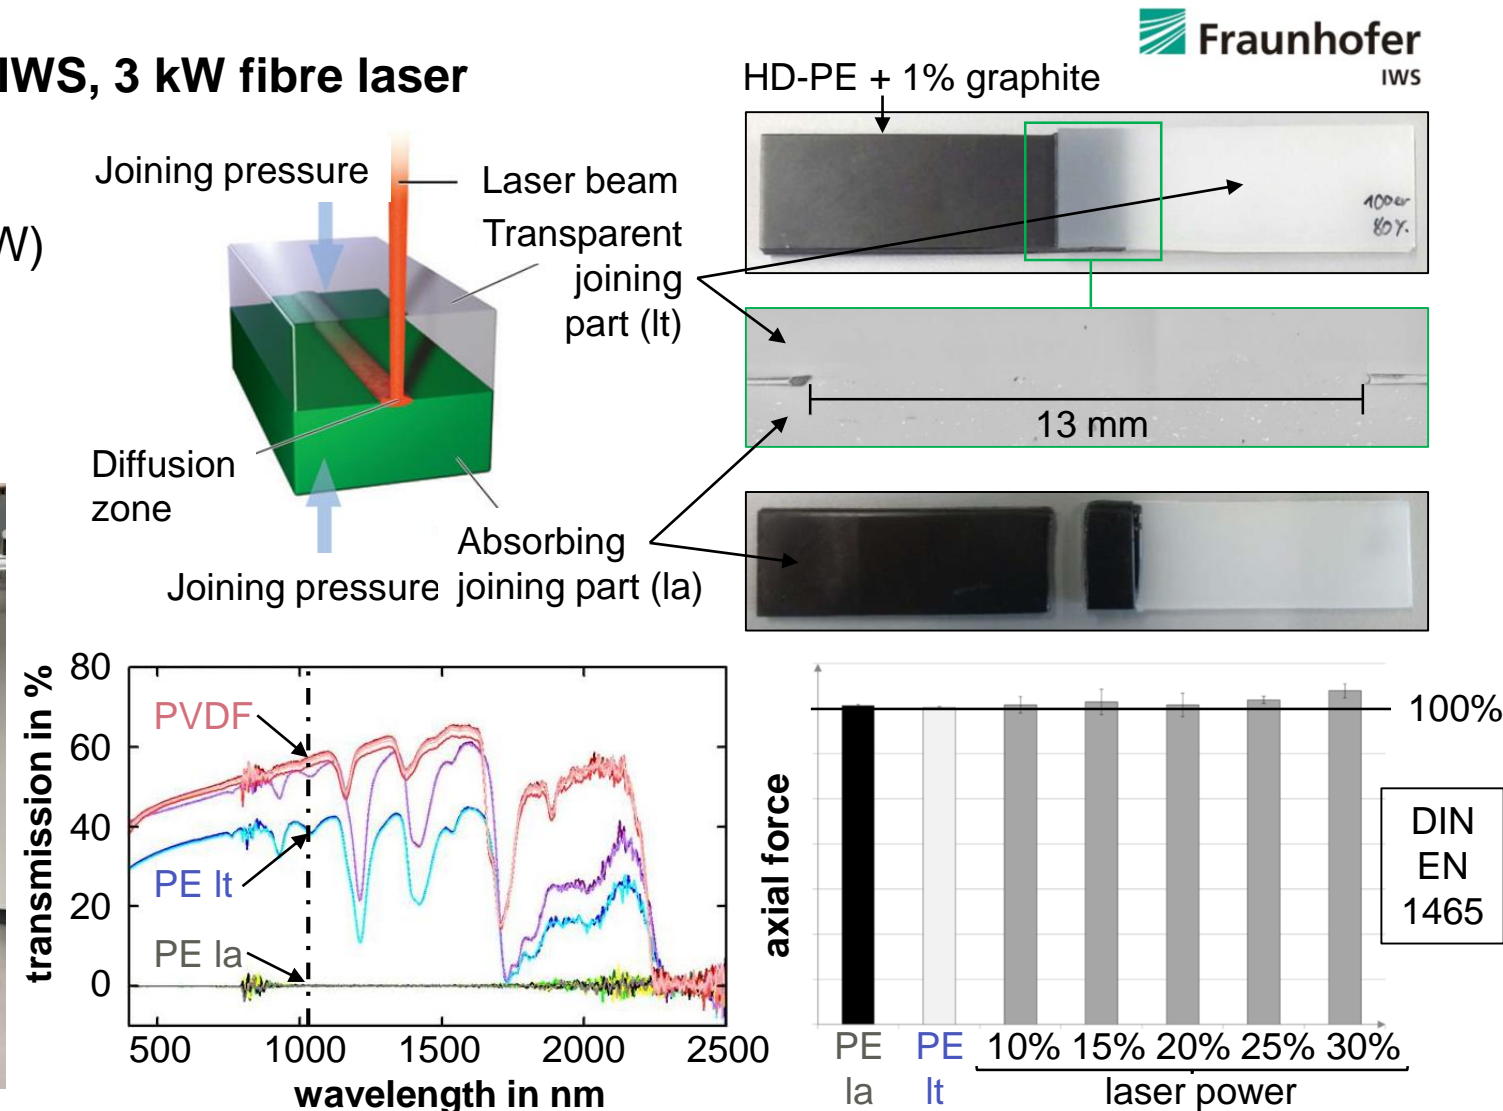 Fraunhofer
IWS
IWS, 3 kW fibre laser
HD-PE + 1% graphite
Joining pressure
Laser beam
W)
Transparent
joining
part (lt)
100er
80%
13 mm
Diffusion
zone
Absorbing
joining part (la)
Joining pressure
transmisssion in %
80
60
40
20
0
PVDF
PE lt
PE la
500 1000 1500 2000 2500
wavelength in nm
axial force
100%
DIN
EN
1465
PE
la
PE
lt
10% 15% 20% 25% 30%
laser power